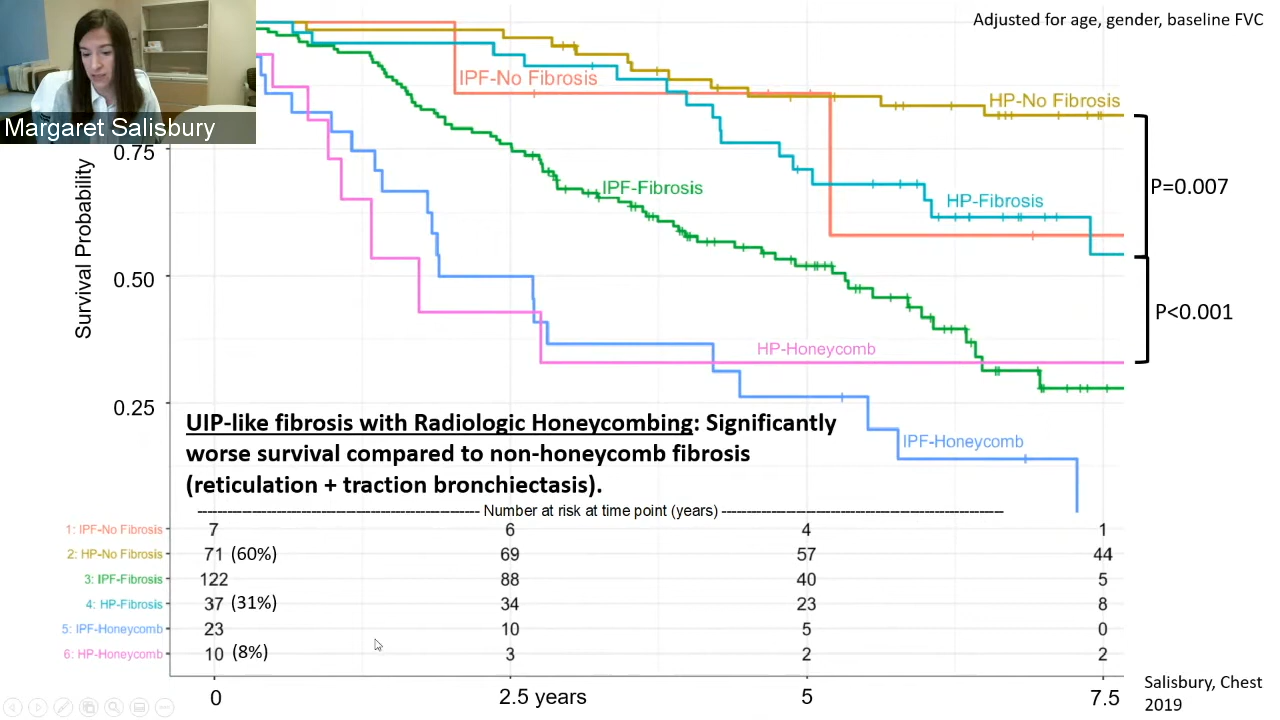 Adjusted for age, gender, baseline FVC
Margaret Salisbury
IPF-No Fibrosis
HP-No Fibrosis
0.75
P=0.007
IPF-Fibrosis
HP-Fibrosis
Survival Probability
0.50
P<0.001
HP-Honeycomb
0.25
UIP-like fibrosis with Radiologic Honeycombing: Significantly
worse survival compared to non-honeycomb fibrosis
(reticulation + traction bronchiectasis).
IPF-Honeycomb
Number at risk at time point (years)
1: IPF-No Fibrosis 7 6 4 1
2: HP-No Fibrosis 71 (60%) 69 57 44
3: IPF-Fibrosis 122 88 40 5
4: HP-Fibrosis 37 (31%) 34 23 8
5: IPF-Honeycomb 23 10 5 0
6: HP-Honeycomb 10 (8%) 3 2 2
0 2.5 years 5 7.5
Salisbury, Chest
2019